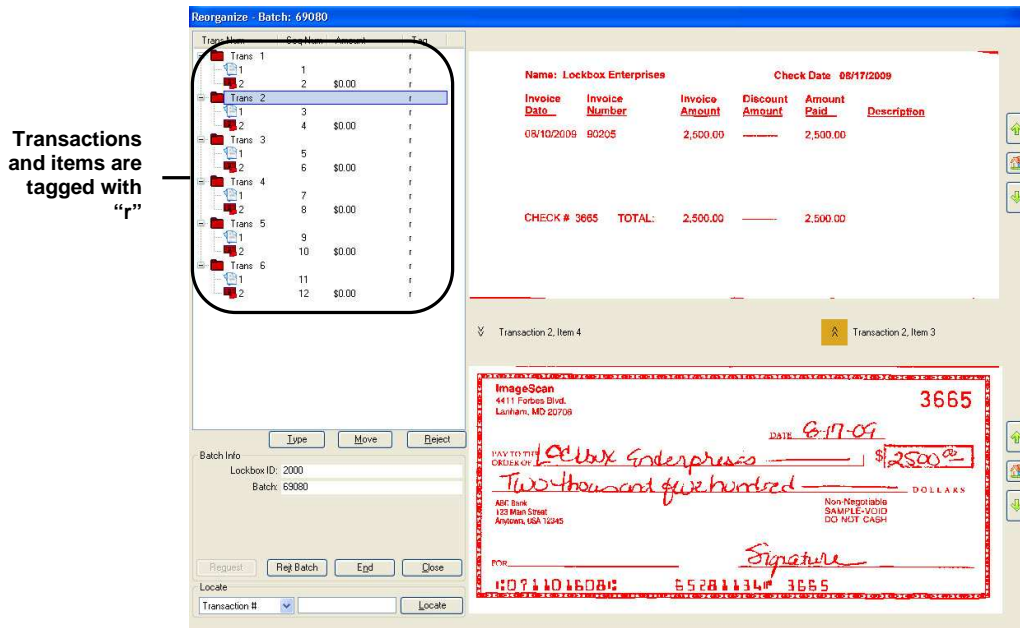 Reorganize - Batch: 69080
Trans Num Seq Num Amount Tag
Trans 1 r
1 1 r
2 2 $0.00 r
Trans 2 r
1 3 r
2 4 $0.00 r
Trans 3 r
1 5 r
2 6 $0.00 r
Trans 4 r
1 7 r
2 8 $0.00 r
Trans 5 r
1 9 r
2 10 $0.00 r
Trans 6 r
1 11 r
2 12 $0.00 r
Transactions
and items are
tagged with
“r”
Type Move Reject
Batch Info
Lockbox ID: 2000
Batch: 69080
Request Rejt Batch End Close
Locate
Transaction # Locate
Name: Lockbox Enterprises Check Date 08/17/2009
Invoice Invoice Invoice Discount Amount
Date Number Amount Amount Paid Description
08/10/2009 90205 2,500.00 2,500.00
CHECK # 3665 TOTAL: 2,500.00 2,500.00
Transaction 2, Item 4 Transaction 2, Item 3
ImageScan 3665
4411 Forbes Blvd.
Lanham, MD 20706
DATE 8-17-09
PAY TO THE
ORDER OF Lockbox Enterprises $ 2500 00
Two thousand five hundred DOLLARS
ABC Bank Non-Negotiable
123 Main Street SAMPLE-VOID
Anytown, USA 12345 DO NOT CASH
FOR Signature
⑆071101608⑆ 65281134⑈ 3665